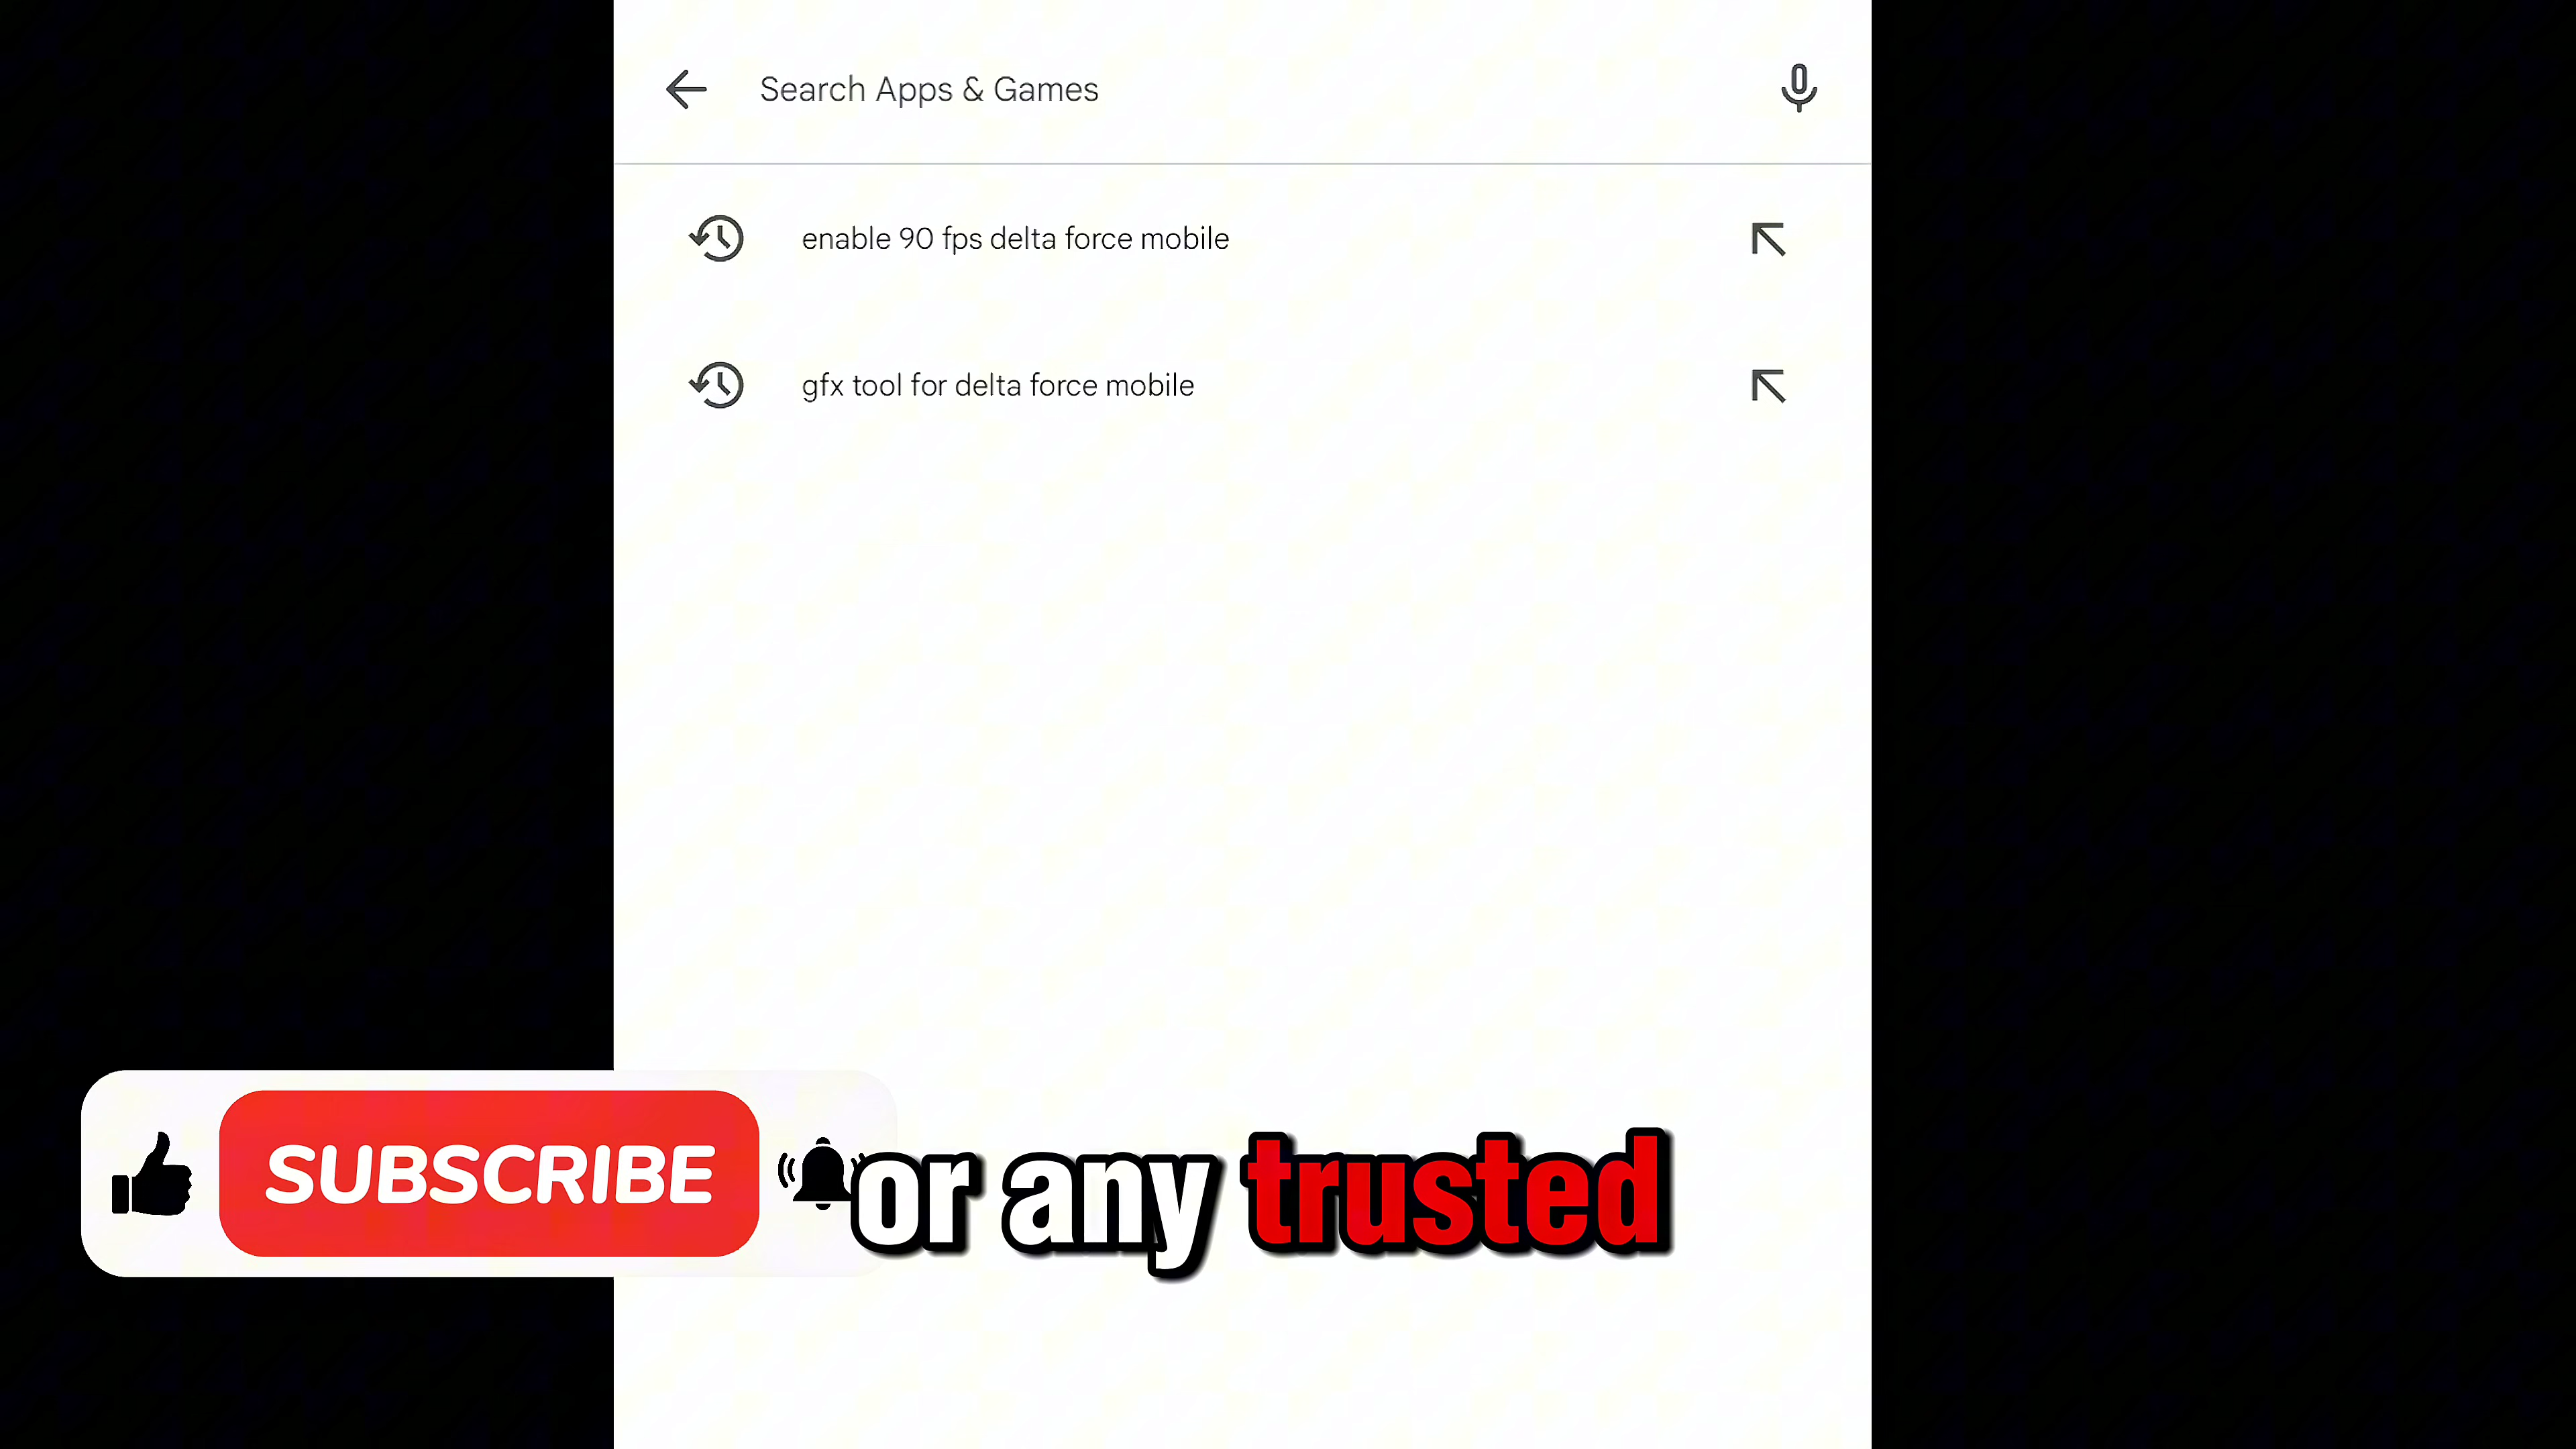 Search Apps & Games
enable 90 fps delta force mobile
gfx tool for delta force mobile
SUBSCRIBE
or any trusted